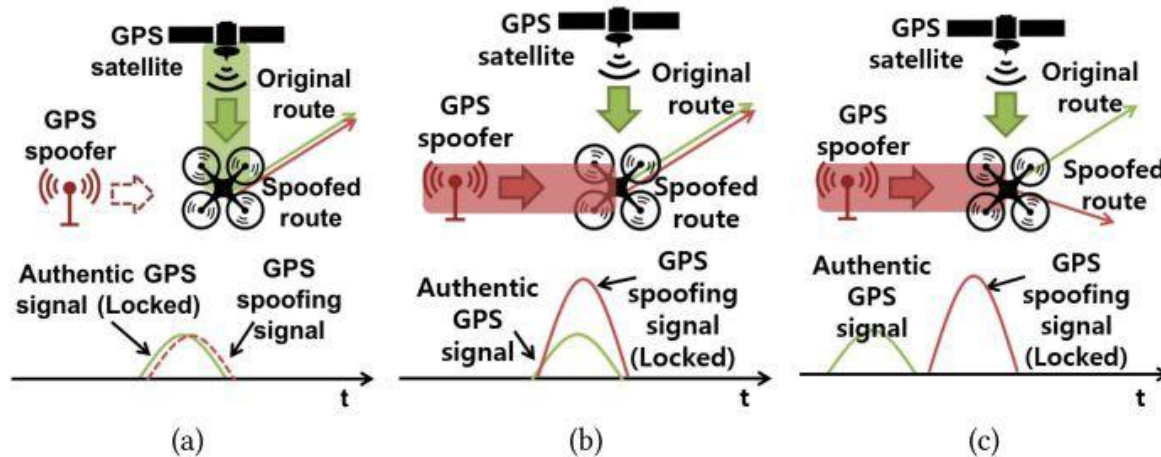 GPS
satellite
Original
route
GPS
spoofer
Spoofed
route
Authentic GPS
signal (Locked)
GPS
spoofing
signal
t
(a)
GPS
satellite
Original
route
GPS
spoofer
Spoofed
route
Authentic
GPS
signal
GPS
spoofing
signal
(Locked)
t
(b)
GPS
satellite
Original
route
GPS
spoofer
Spoofed
route
Authentic
GPS
signal
GPS
spoofing
signal
(Locked)
t
(c)